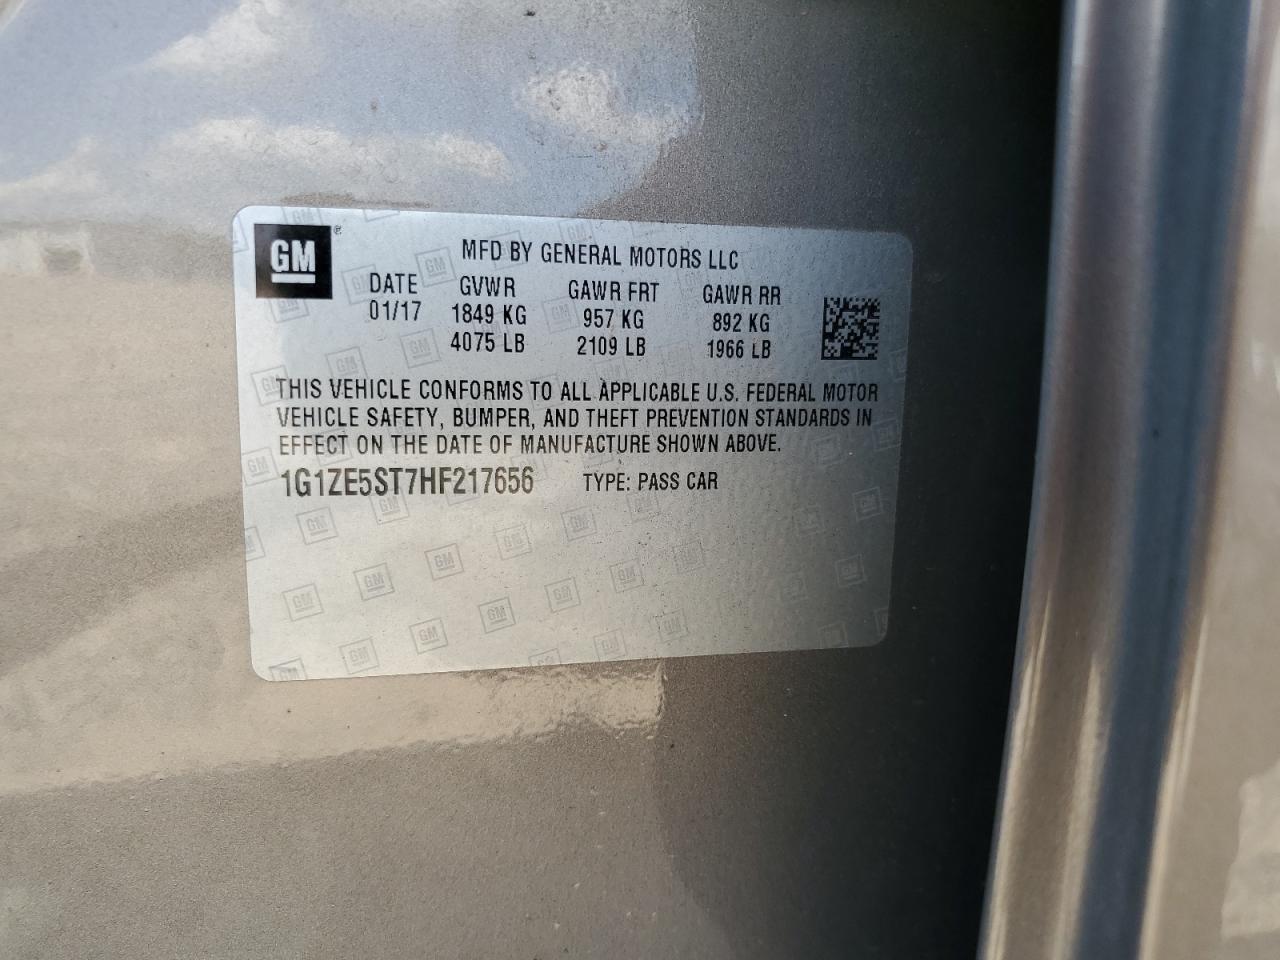 GM®
MFD BY GENERAL MOTORS LLC
DATE GVWR GAWR FRT GAWR RR
01/17 1849 KG 957 KG 892 KG
4075 LB 2109 LB 1966 LB
THIS VEHICLE CONFORMS TO ALL APPLICABLE U.S. FEDERAL MOTOR
VEHICLE SAFETY, BUMPER, AND THEFT PREVENTION STANDARDS IN
EFFECT ON THE DATE OF MANUFACTURE SHOWN ABOVE.
1G1ZE5ST7HF217656 TYPE: PASS CAR